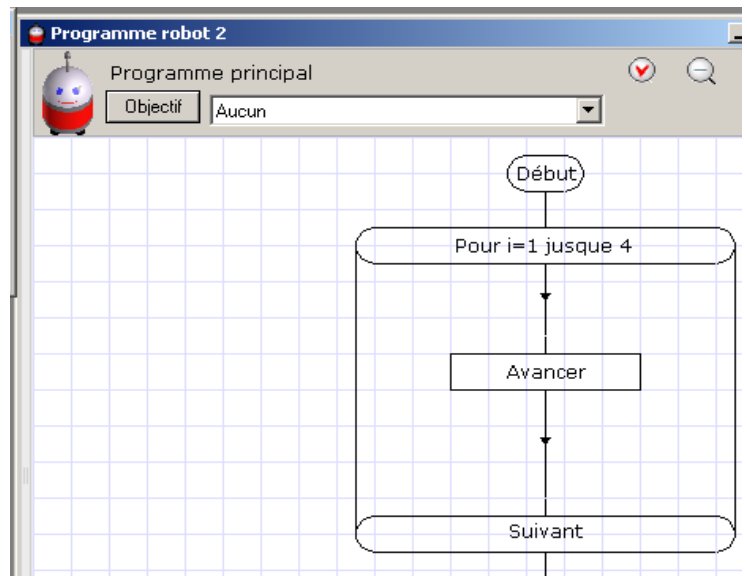 Programme robot 2
Programme principal
Objectif
Aucun
Début
Pour i=1 jusque 4
Avancer
Suivant